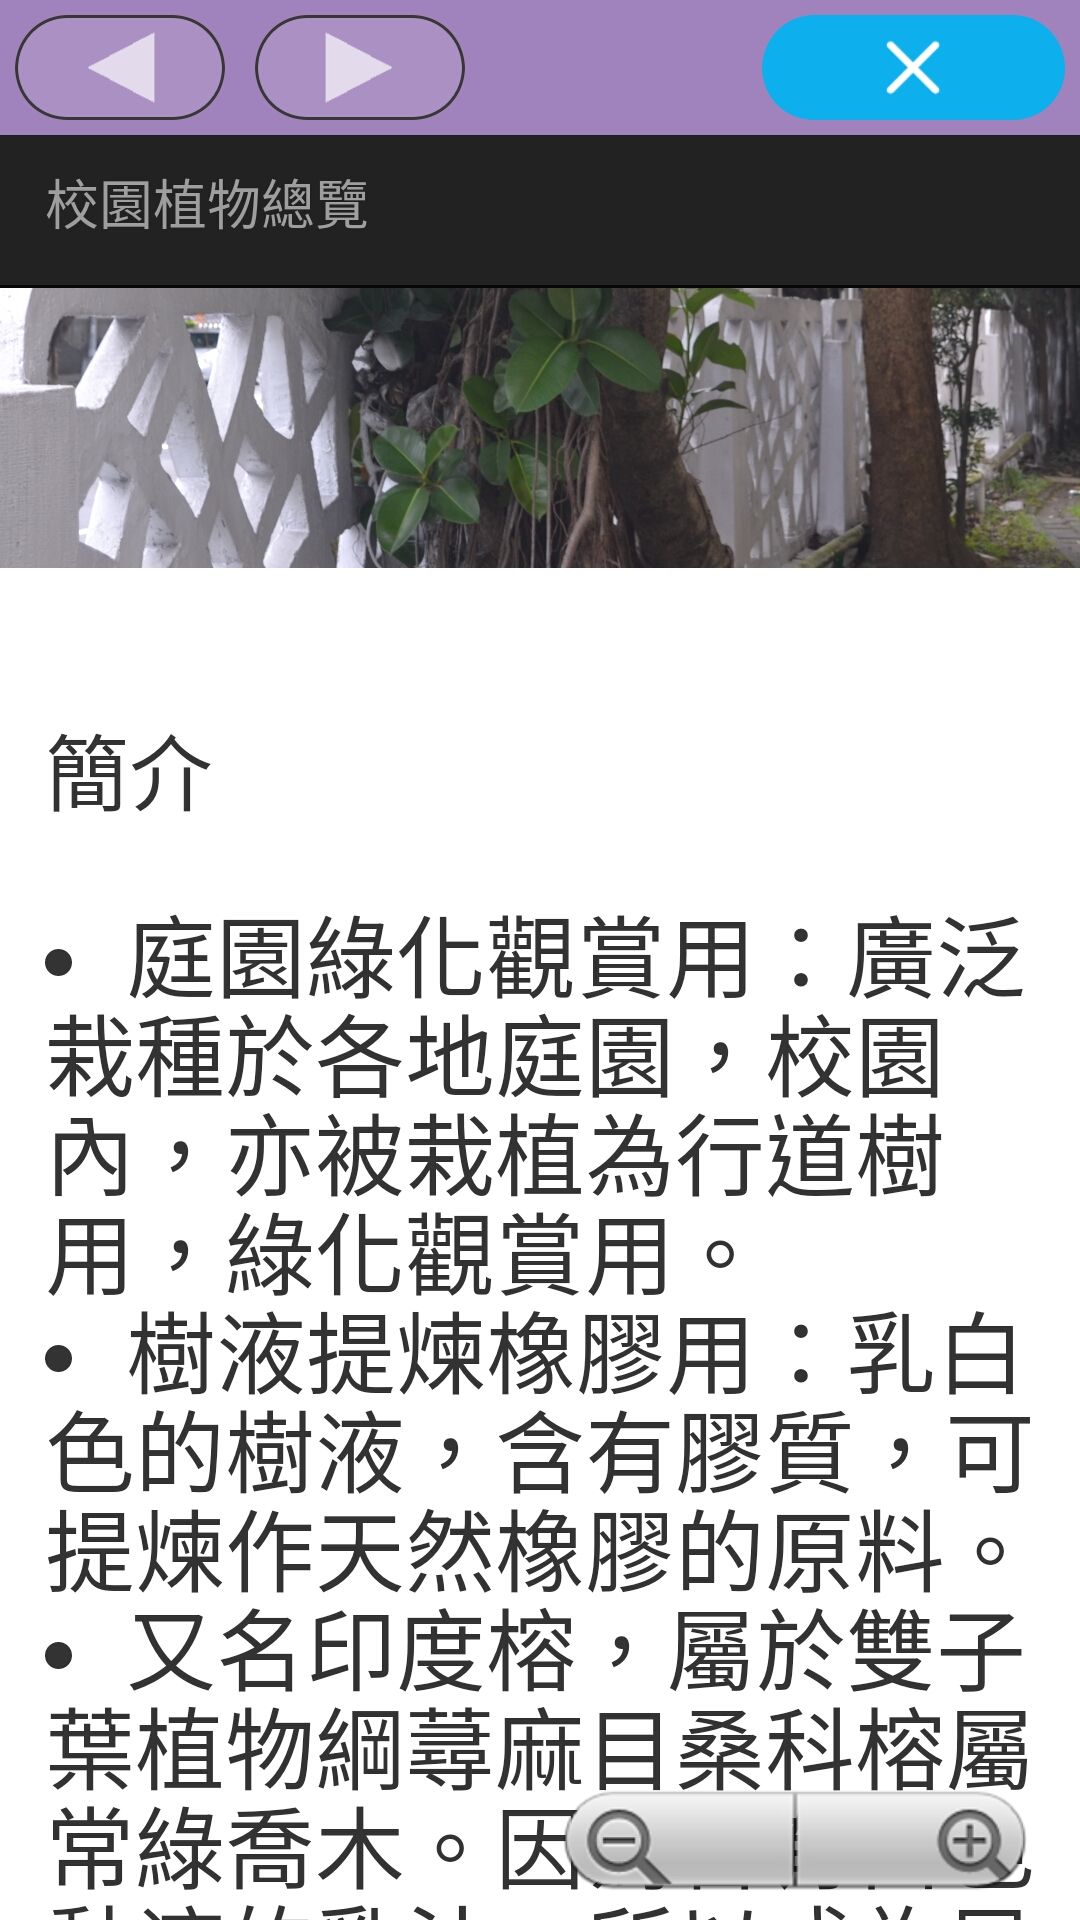 校園植物總覽
簡介
• 庭園綠化觀賞用：廣泛
栽種於各地庭園，校園
內，亦被栽植為行道樹
用，綠化觀賞用。
• 樹液提煉橡膠用：乳白
色的樹液，含有膠質，可
提煉作天然橡膠的原料。
• 又名印度榕，屬於雙子
葉植物綱蕁麻目桑科榕屬
常綠喬木。因